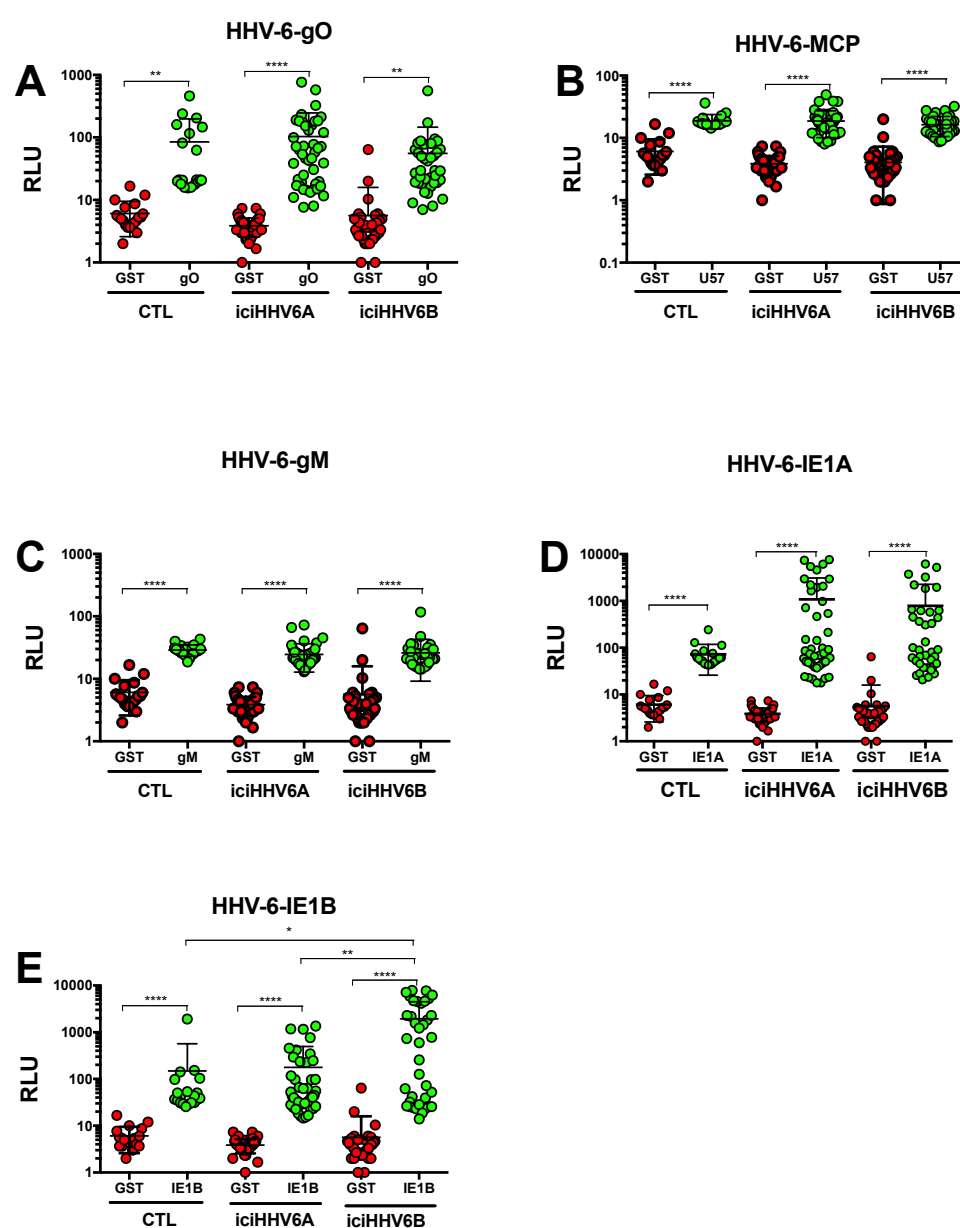 HHV-6-gO
A
RLU
1000
100
10
1
** **** **
GST gO GST gO GST gO
CTL iciHHV6A iciHHV6B
HHV-6-MCP
B
RLU
100
10
1
0.1
**** **** ****
GST U57 GST U57 GST U57
CTL iciHHV6A iciHHV6B
HHV-6-gM
C
RLU
1000
100
10
1
**** **** ****
GST gM GST gM GST gM
CTL iciHHV6A iciHHV6B
HHV-6-IE1A
D
RLU
10000
1000
100
10
1
**** **** ****
GST IE1A GST IE1A GST IE1A
CTL iciHHV6A iciHHV6B
HHV-6-IE1B
E
RLU
10000
1000
100
10
1
*
**
**** **** ****
GST IE1B GST IE1B GST IE1B
CTL iciHHV6A iciHHV6B